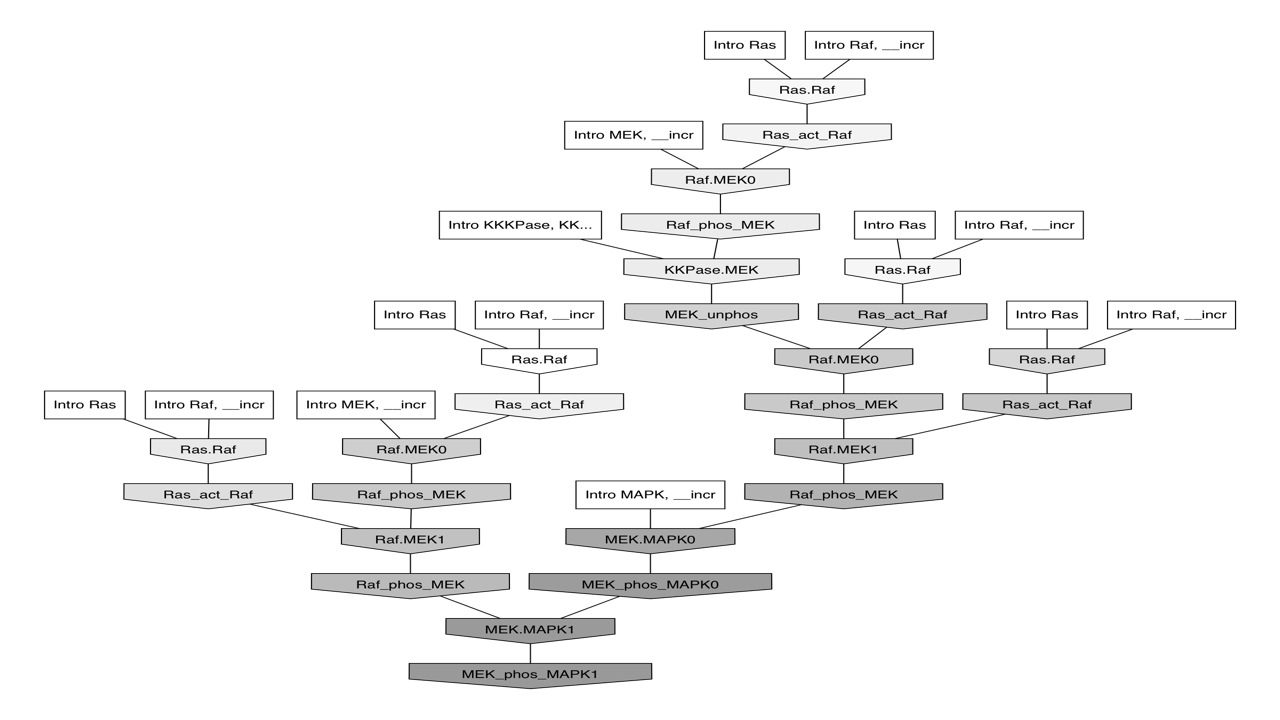 Intro Ras
Intro Raf, __incr
Ras.Raf
Intro MEK, __incr
Ras_act_Raf
Raf.MEK0
Intro KKKPase, KK...
Raf_phos_MEK
Intro Ras
Intro Raf, __incr
KKPase.MEK
Ras.Raf
Intro Ras
Intro Raf, __incr
MEK_unphos
Ras_act_Raf
Intro Ras
Intro Raf, __incr
Ras.Raf
Raf.MEK0
Ras.Raf
Intro Ras
Intro Raf, __incr
Intro MEK, __incr
Ras_act_Raf
Raf_phos_MEK
Ras_act_Raf
Ras.Raf
Raf.MEK0
Raf.MEK1
Ras_act_Raf
Raf_phos_MEK
Intro MAPK, __incr
Raf_phos_MEK
Raf.MEK1
MEK.MAPK0
Raf_phos_MEK
MEK_phos_MAPK0
MEK.MAPK1
MEK_phos_MAPK1